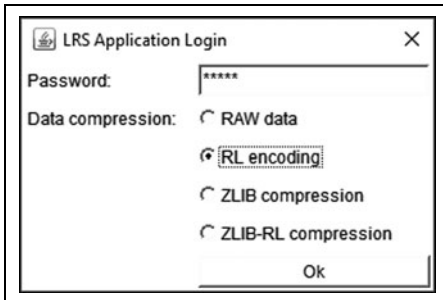 LRS Application Login
Password: *****
Data compression: RAW data
RL encoding
ZLIB compression
ZLIB-RL compression
Ok